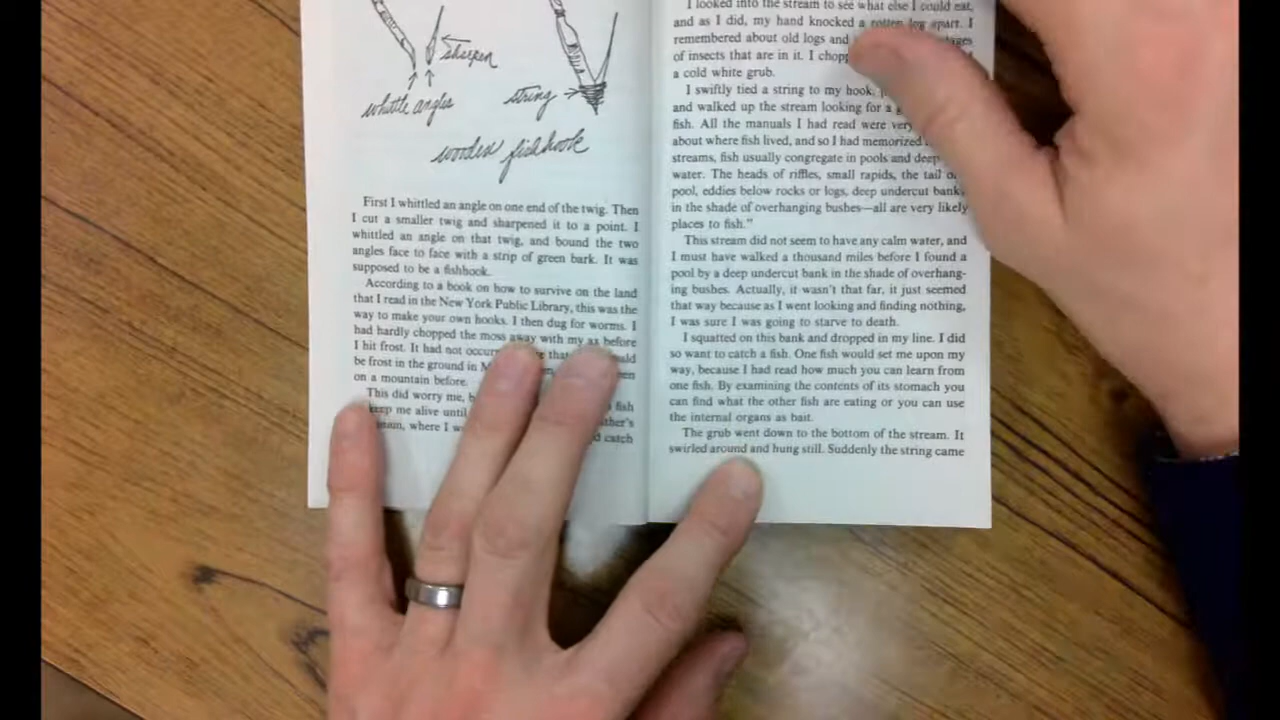 sharpen
whittle angles
string
wooden fishhook
First I whittled an angle on one end of the twig. Then
I cut a smaller twig and sharpened it to a point. I
whittled an angle on that twig, and bound the two
angles face to face with a strip of green bark. It was
supposed to be a fishhook.
According to a book on how to survive on the land
that I read in the New York Public Library, this was the
way to make your own hooks. I then dug for worms. I
had hardly chopped the moss away with my ax before
I hit frost. It had not occurr
be frost in the ground in
on a mountain before.
This did worry me, fish
keep me alive until
where I
catch
I looked into the stream to see what else I could eat,
and as I did, my hand knocked a rotten log apart. I
remembered about old logs and
of insects that are in it. I chopp
a cold white grub.
I swiftly tied a string to my hook,
and walked up the stream looking for a
fish. All the manuals I had read were very
about where fish lived, and so I had memorized
streams, fish usually congregate in pools and deep
water. The heads of riffles, small rapids, the tail
pool, eddies below rocks or logs, deep undercut bank
in the shade of overhanging bushes—all are very likely
places to fish."
This stream did not seem to have any calm water, and
I must have walked a thousand miles before I found a
pool by a deep undercut bank in the shade of overhang-
ing bushes. Actually, it wasn't that far, it just seemed
that way because as I went looking and finding nothing,
I was sure I was going to starve to death.
I squatted on this bank and dropped in my line. I did
so want to catch a fish. One fish would set me upon my
way, because I had read how much you can learn from
one fish. By examining the contents of its stomach you
can find what the other fish are eating or you can use
the internal organs as bait.
The grub went down to the bottom of the stream. It
swirled around and hung still. Suddenly the string came